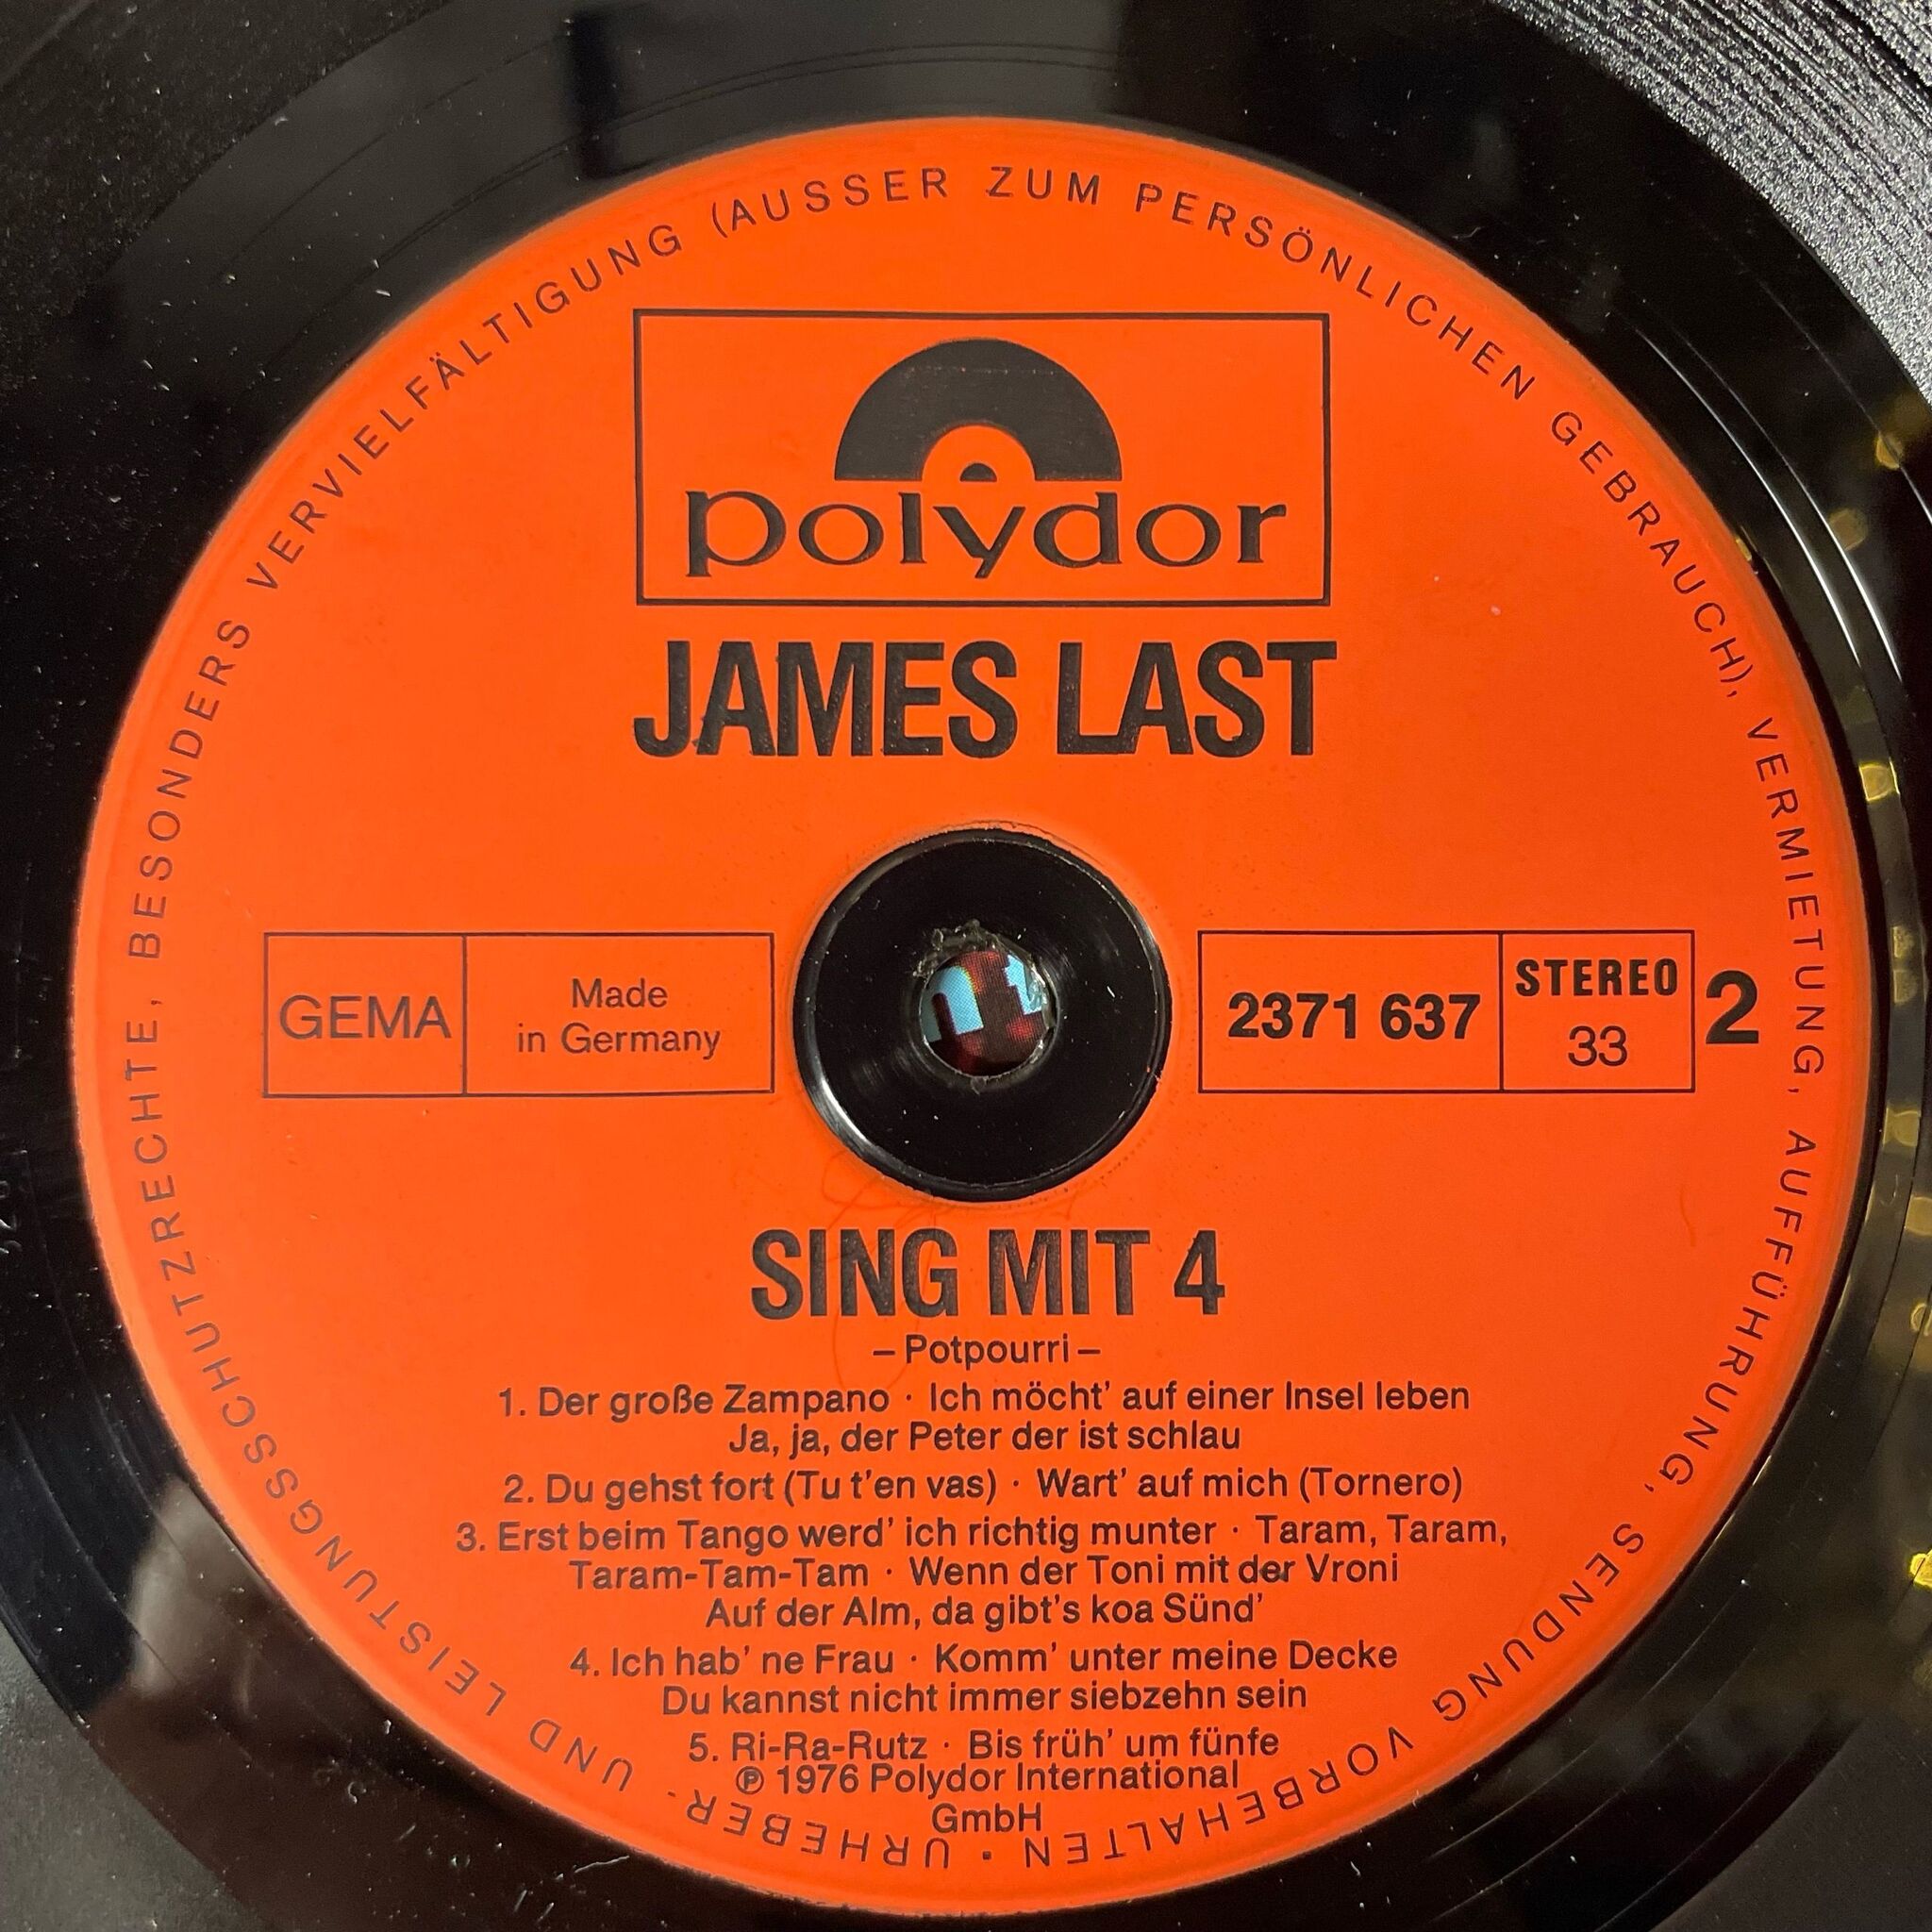 polydor
JAMES LAST
GEMA
Made
in Germany
2371 637
STEREO
33
2
SING MIT 4
– Potpourri –
1. Der große Zampano · Ich möcht' auf einer Insel leben
Ja, ja, der Peter der ist schlau
2. Du gehst fort (Tu t'en vas) · Wart' auf mich (Tornero)
3. Erst beim Tango werd' ich richtig munter · Taram, Taram,
Taram-Tam-Tam · Wenn der Toni mit der Vroni
Auf der Alm, da gibt's koa Sünd'
4. Ich hab' ne Frau · Komm' unter meine Decke
Du kannst nicht immer siebzehn sein
5. Ri-Ra-Rutz · Bis früh' um fünfe
℗ 1976 Polydor International
GmbH
URHEBER- UND LEISTUNGSSCHUTZRECHTE, BESONDERS VERVIELFÄLTIGUNG (AUSSER ZUM PERSÖNLICHEN GEBRAUCH), VERMIETUNG, AUFFÜHRUNG, SENDUNG VORBEHALTEN ·